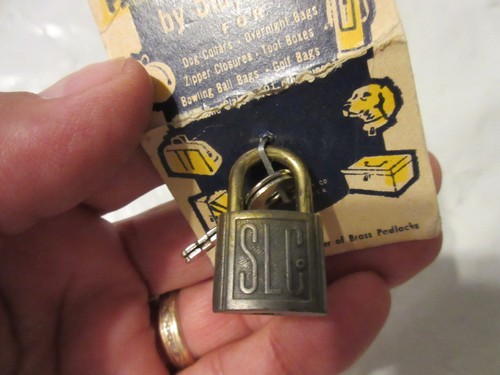 by
FOR
Dog Collars - Overnight Bags
Zipper Closures Tool Boxes
Bowling Ball Bags - Golf Bags
SLC
of Brass Padlocks